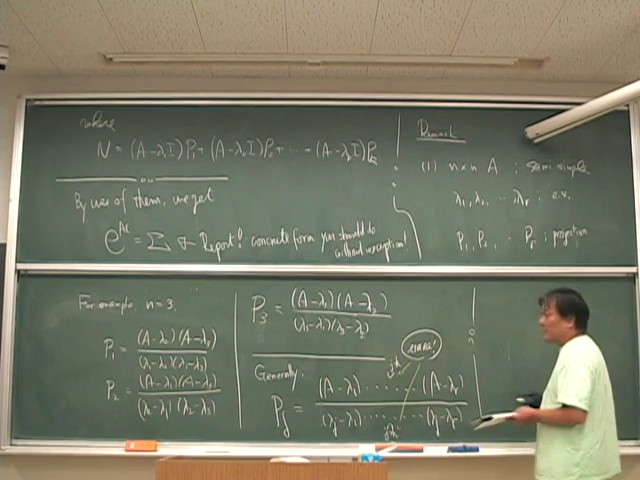 where
N = (A-λ₁I)P₁ + (A-λ₂I)P₂ + ··· + (A-λᵣI)Pᵣ
By use of them, we get
e^{At} = Σ ← Report! concrete form you should do
without exception!
Remark
(1) n×n A ; semi simple
λ₁, λ₂, ··· λᵣ : e.v.
P₁, P₂, ··· Pᵣ ; projection
For example, n=3.
P₁ = (A-λ₂)(A-λ₃) / (λ₁-λ₂)(λ₁-λ₃)
P₂ = (A-λ₁)(A-λ₃) / (λ₂-λ₁)(λ₂-λ₃)
P₃ = (A-λ₁)(A-λ₂) / (λ₃-λ₁)(λ₃-λ₂)
Generally,
jth
Pⱼ = (A-λ₁)······(A-λᵣ) / (λⱼ-λ₁)······(λⱼ-λᵣ)
jth